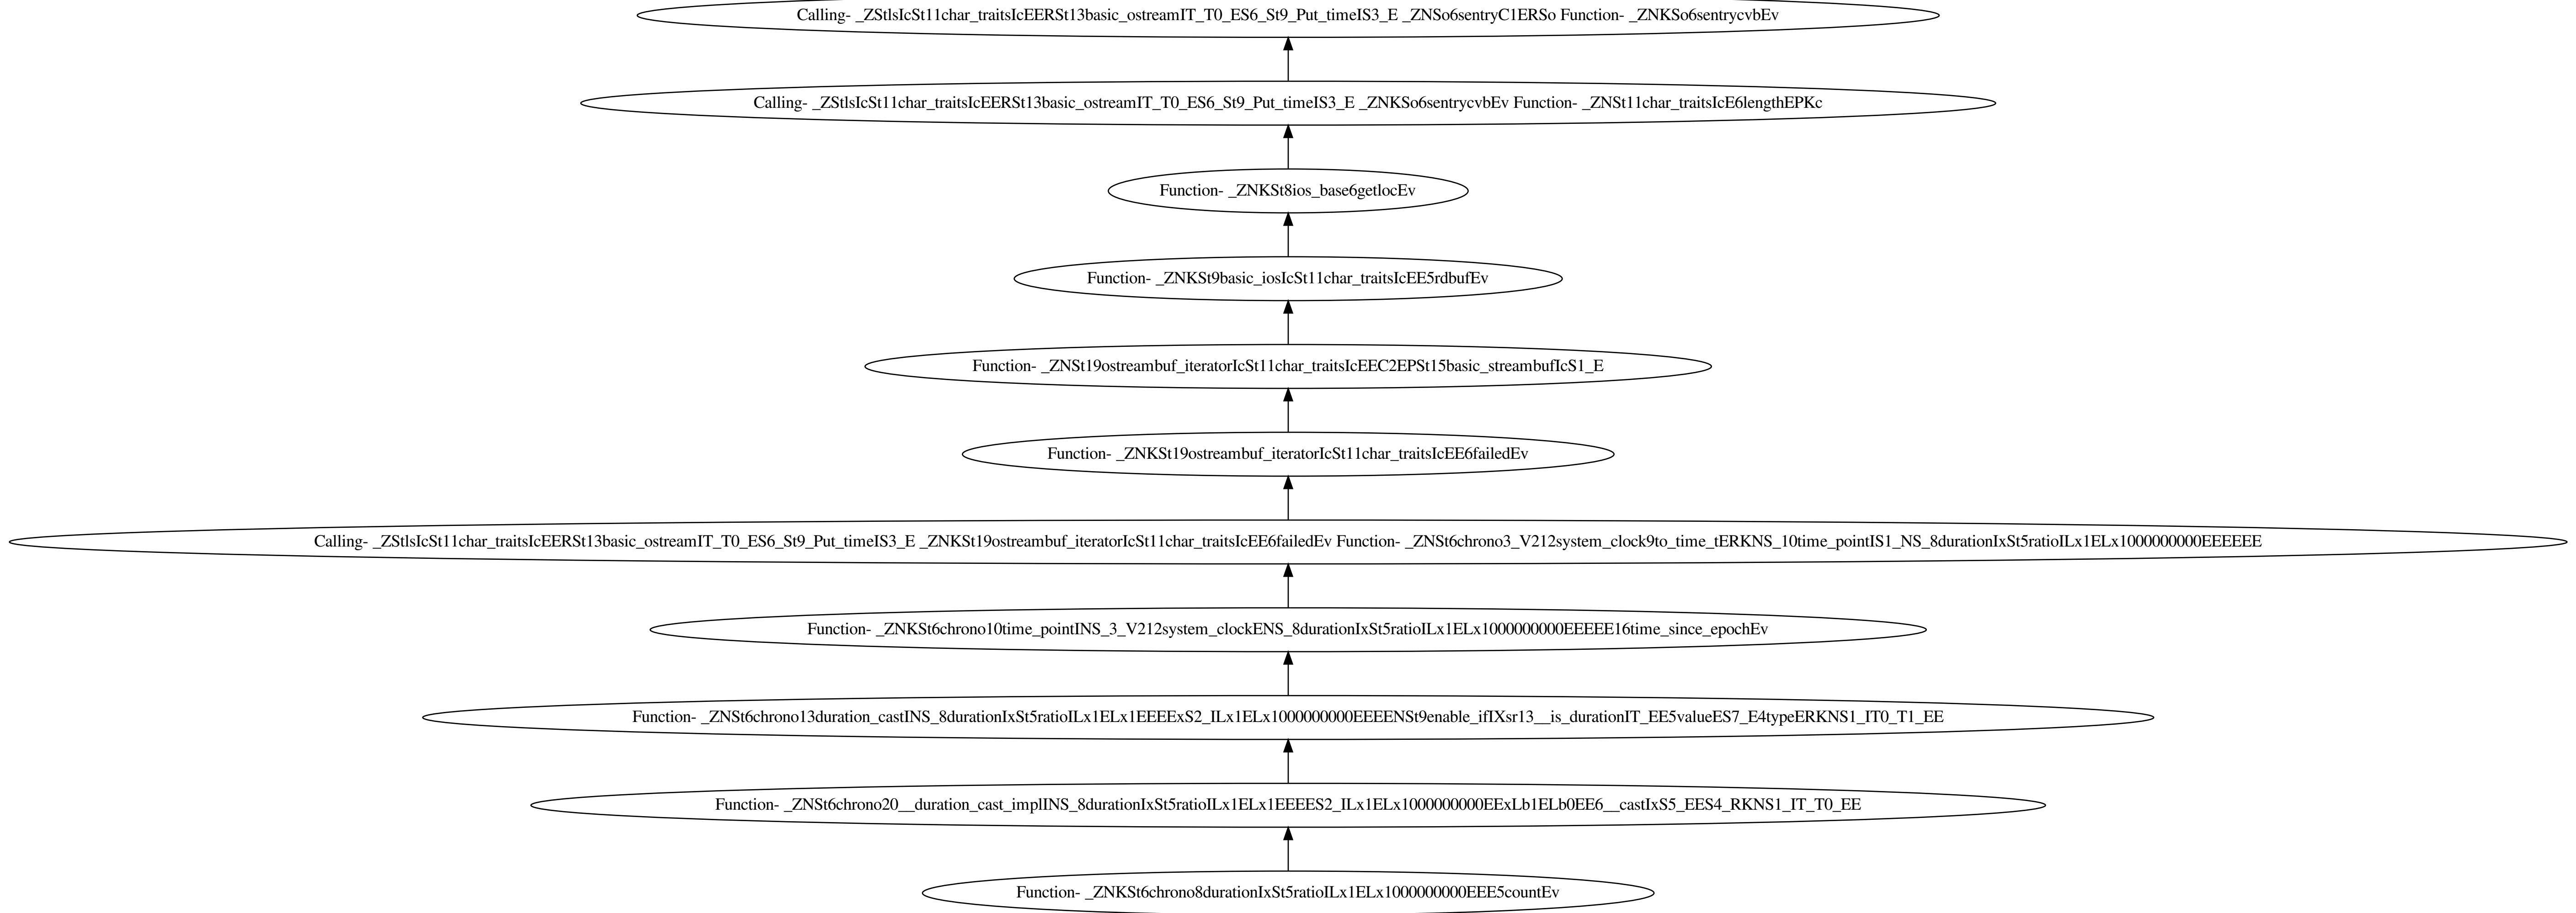 Calling- _ZStlsIcSt11char_traitsIcEERSt13basic_ostreamIT_T0_ES6_St9_Put_timeIS3_E _ZNSo6sentryC1ERSo Function- _ZNKSo6sentrycvbEv
Calling- _ZStlsIcSt11char_traitsIcEERSt13basic_ostreamIT_T0_ES6_St9_Put_timeIS3_E _ZNKSo6sentrycvbEv Function- _ZNSt11char_traitsIcE6lengthEPKc
Function- _ZNKSt8ios_base6getlocEv
Function- _ZNKSt9basic_iosIcSt11char_traitsIcEE5rdbufEv
Function- _ZNSt19ostreambuf_iteratorIcSt11char_traitsIcEEC2EPSt15basic_streambufIcS1_E
Function- _ZNKSt19ostreambuf_iteratorIcSt11char_traitsIcEE6failedEv
Calling- _ZStlsIcSt11char_traitsIcEERSt13basic_ostreamIT_T0_ES6_St9_Put_timeIS3_E _ZNKSt19ostreambuf_iteratorIcSt11char_traitsIcEE6failedEv Function- _ZNSt6chrono3_V212system_clock9to_time_tERKNS_10time_pointIS1_NS_8durationIxSt5ratioILx1ELx1000000000EEEEEE
Function- _ZNKSt6chrono10time_pointINS_3_V212system_clockENS_8durationIxSt5ratioILx1ELx1000000000EEEEE16time_since_epochEv
Function- _ZNSt6chrono13duration_castINS_8durationIxSt5ratioILx1ELx1EEEExS2_ILx1ELx1000000000EEEENSt9enable_ifIXsr13__is_durationIT_EE5valueES7_E4typeERKNS1_IT0_T1_EE
Function- _ZNSt6chrono20__duration_cast_implINS_8durationIxSt5ratioILx1ELx1EEEES2_ILx1ELx1000000000EExLb1ELb0EE6__castIxS5_EES4_RKNS1_IT_T0_EE
Function- _ZNKSt6chrono8durationIxSt5ratioILx1ELx1000000000EEE5countEv